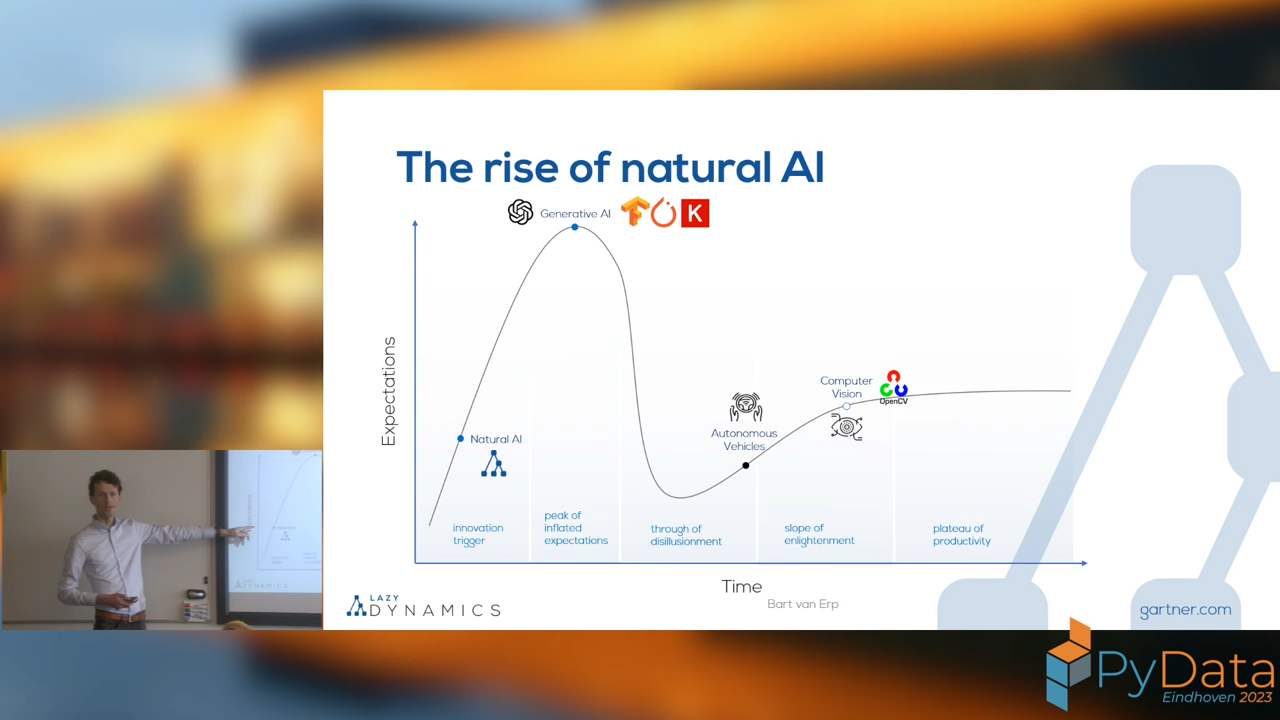 The rise of natural AI
Generative AI
K
Expectations
Natural AI
Autonomous
Vehicles
Computer
Vision
OpenCV
innovation
trigger
peak of
inflated
expectations
through of
disillusionment
slope of
enlightenment
plateau of
productivity
Time
Bart van Erp
LAZY
DYNAMICS
gartner.com
PyData
Eindhoven 2023